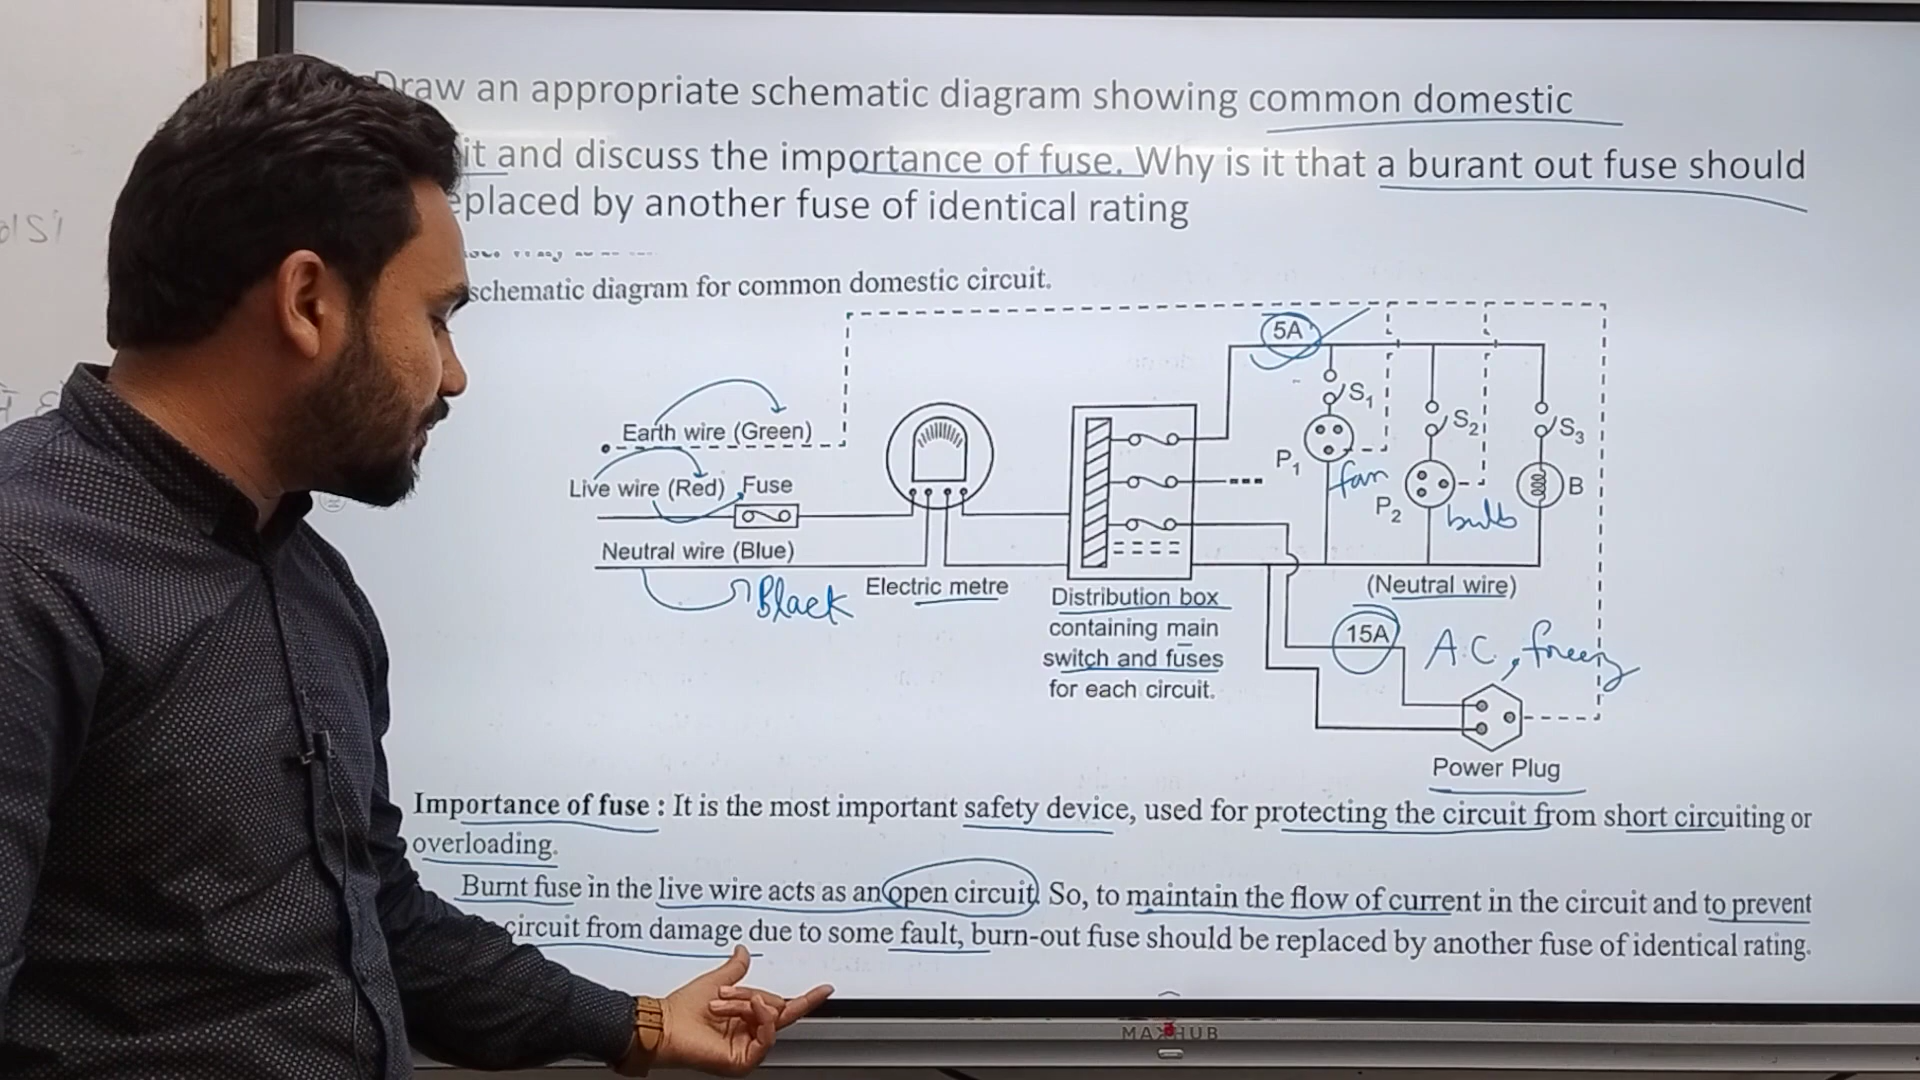 Draw an appropriate schematic diagram showing common domestic
it and discuss the importance of fuse. Why is it that a burant out fuse should
eplaced by another fuse of identical rating
schematic diagram for common domestic circuit.
5A
S1
Earth wire (Green)
S2
S3
P1
fan
B
Live wire (Red)
Fuse
P2
bulb
Neutral wire (Blue)
Black
Electric metre
(Neutral wire)
Distribution box
containing main
switch and fuses
for each circuit.
15A
A.C.,
Power Plug
Importance of fuse : It is the most important safety device, used for protecting the circuit from short circuiting or
overloading.
Burnt fuse in the live wire acts as an open circuit. So, to maintain the flow of current in the circuit and to prevent
circuit from damage due to some fault, burn-out fuse should be replaced by another fuse of identical rating.
MAXHUB